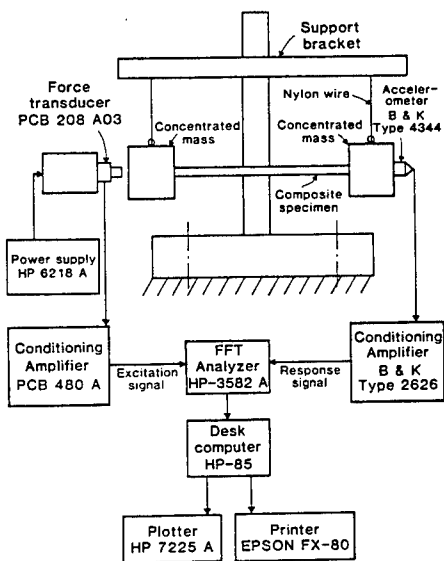 Support
bracket
Force
transducer
PCB 208 A03
Nylon wire
Acceler-
ometer
B & K
Type 4344
Concentrated
mass
Concentrated
mass
Composite
specimen
Power supply
HP 6218 A
Conditioning
Amplifier
PCB 480 A
Excitation
signal
FFT
Analyzer
HP-3582 A
Response
signal
Conditioning
Amplifier
B & K
Type 2626
Desk
computer
HP-85
Plotter
HP 7225 A
Printer
EPSON FX-80